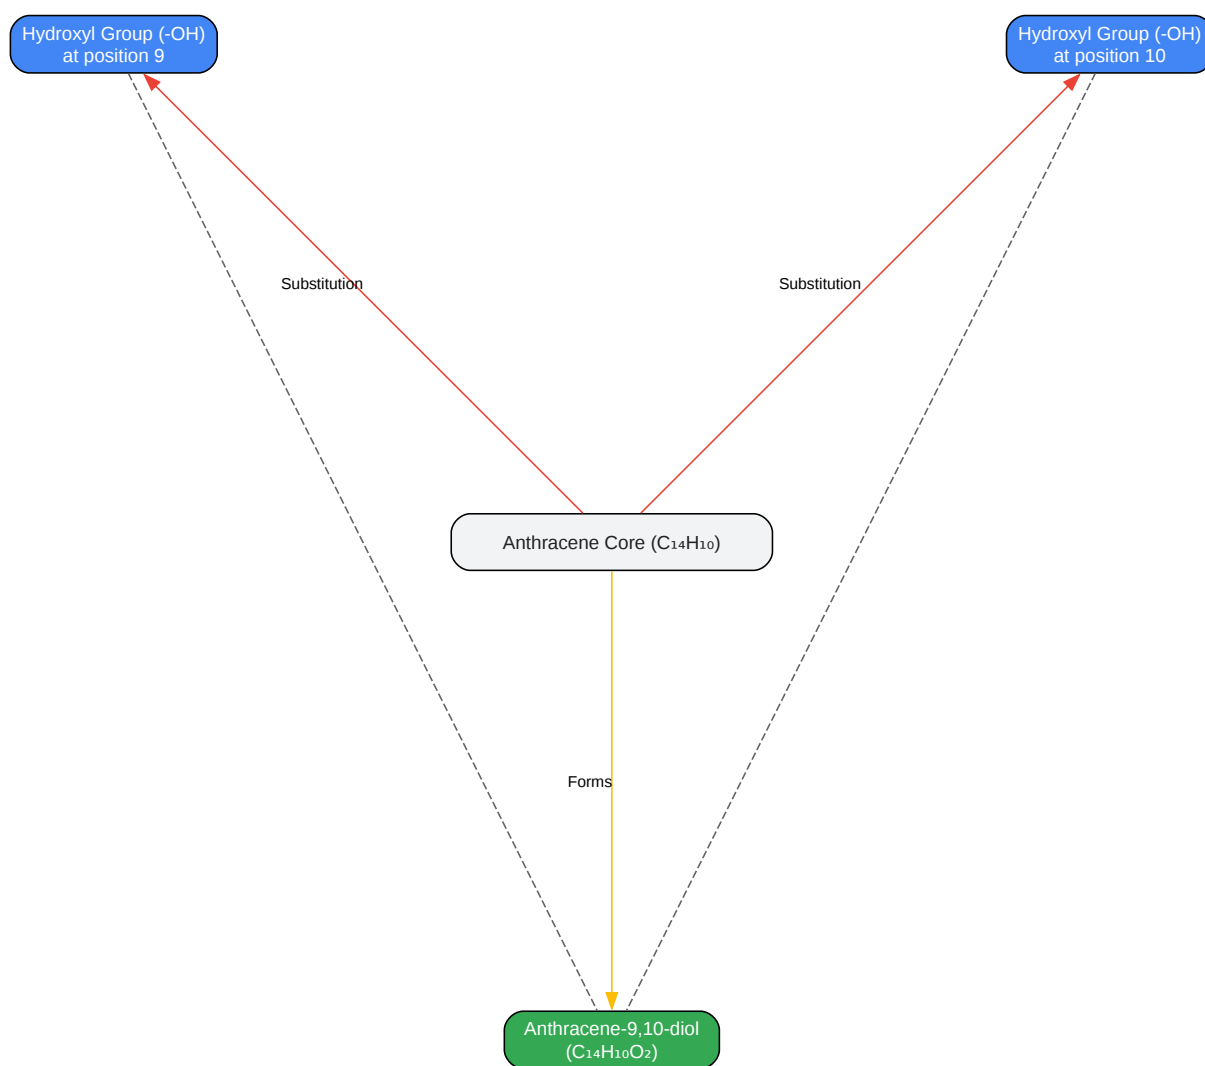 Hydroxyl Group (-OH)
at position 9
Hydroxyl Group (-OH)
at position 10
Substitution
Substitution
Anthracene Core (C₁₄H₁₀)
Forms
Anthracene-9,10-diol
(C₁₄H₁₀O₂)